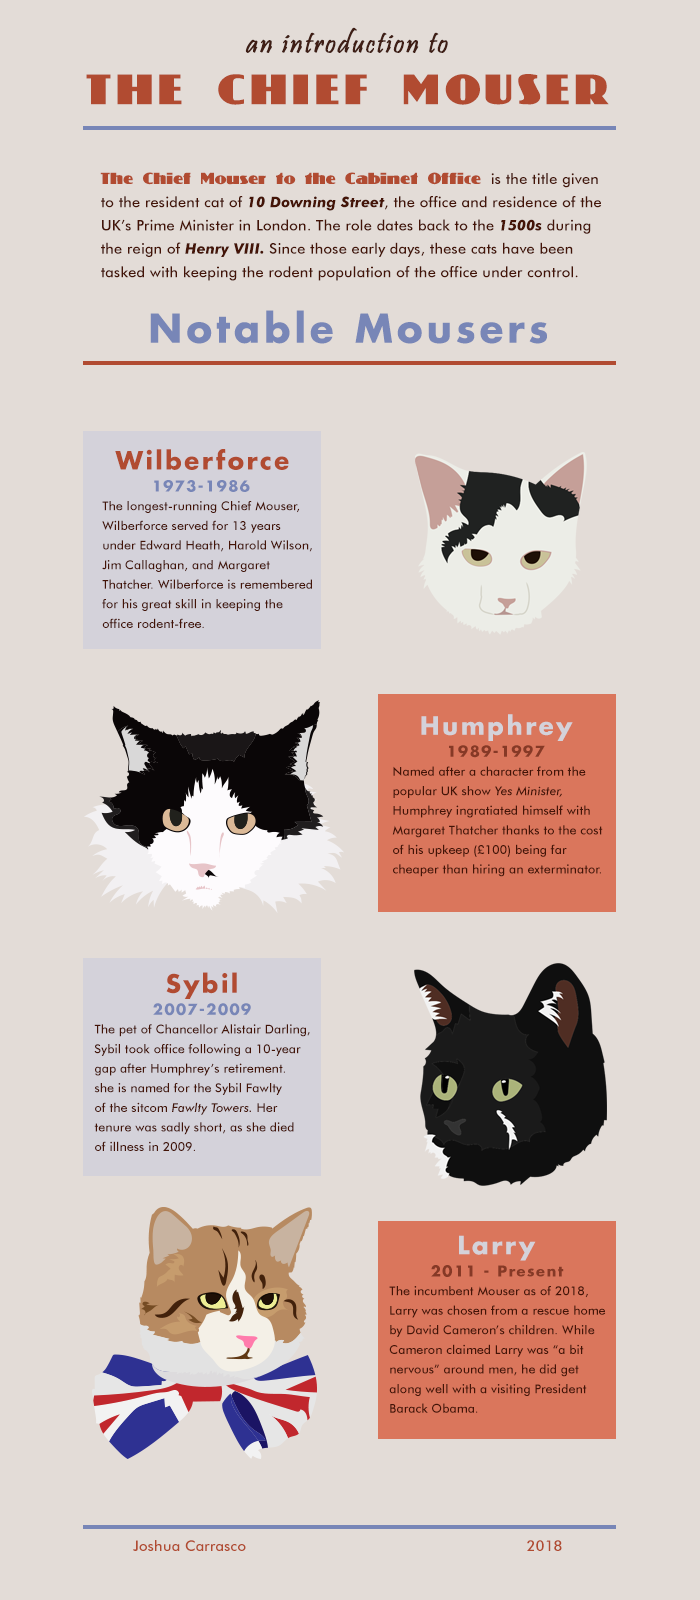 an introduction to
THE CHIEF MOUSER
The Chief Mouser to the Cabinet Office is the title given
to the resident cat of 10 Downing Street, the office and residence of the
UK's Prime Minister in London. The role dates back to the 1500s during
the reign of Henry VIII. Since those early days, these cats have been
tasked with keeping the rodent population of the office under control.
Notable Mousers
Wilberforce
1973-1986
The longest-running Chief Mouser,
Wilberforce served for 13 years
under Edward Heath, Harold Wilson,
Jim Callaghan, and Margaret
Thatcher. Wilberforce is remembered
for his great skill in keeping the
office rodent-free.
Humphrey
1989-1997
Named after a character from the
popular UK show Yes Minister,
Humphrey ingratiated himself with
Margaret Thatcher thanks to the cost
of his upkeep (£100) being far
cheaper than hiring an exterminator.
Sybil
2007-2009
The pet of Chancellor Alistair Darling,
Sybil took office following a 10-year
gap after Humphrey's retirement.
she is named for the Sybil Fawlty
of the sitcom Fawlty Towers. Her
tenure was sadly short, as she died
of illness in 2009.
Larry
2011 - Present
The incumbent Mouser as of 2018,
Larry was chosen from a rescue home
by David Cameron's children. While
Cameron claimed Larry was "a bit
nervous" around men, he did get
along well with a visiting President
Barack Obama.
Joshua Carrasco
2018